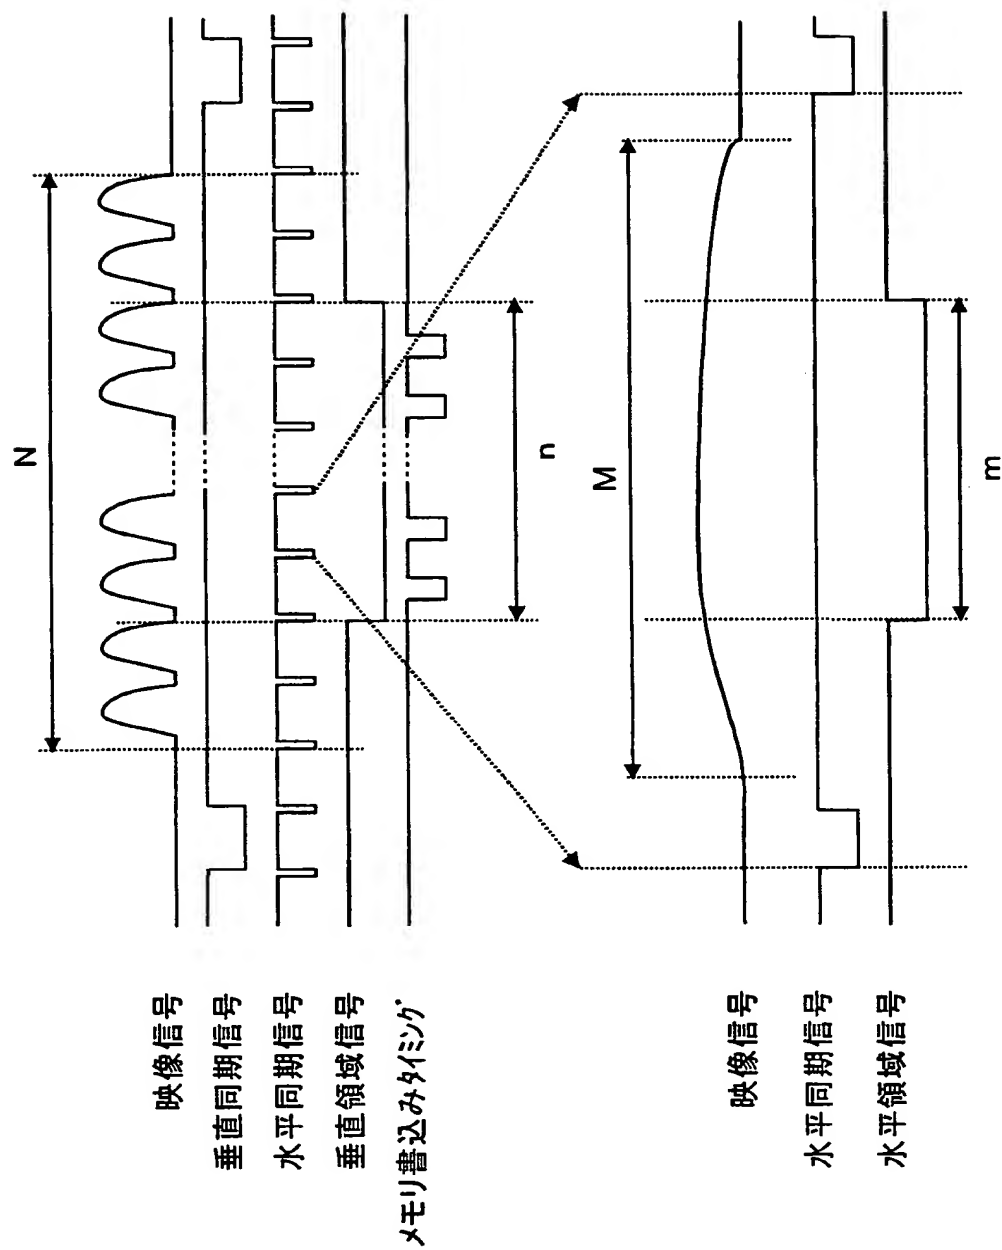 N
映像信号
垂直同期信号
水平同期信号
垂直領域信号
メモリ書込みタイミング
n
M
映像信号
水平同期信号
水平領域信号
m